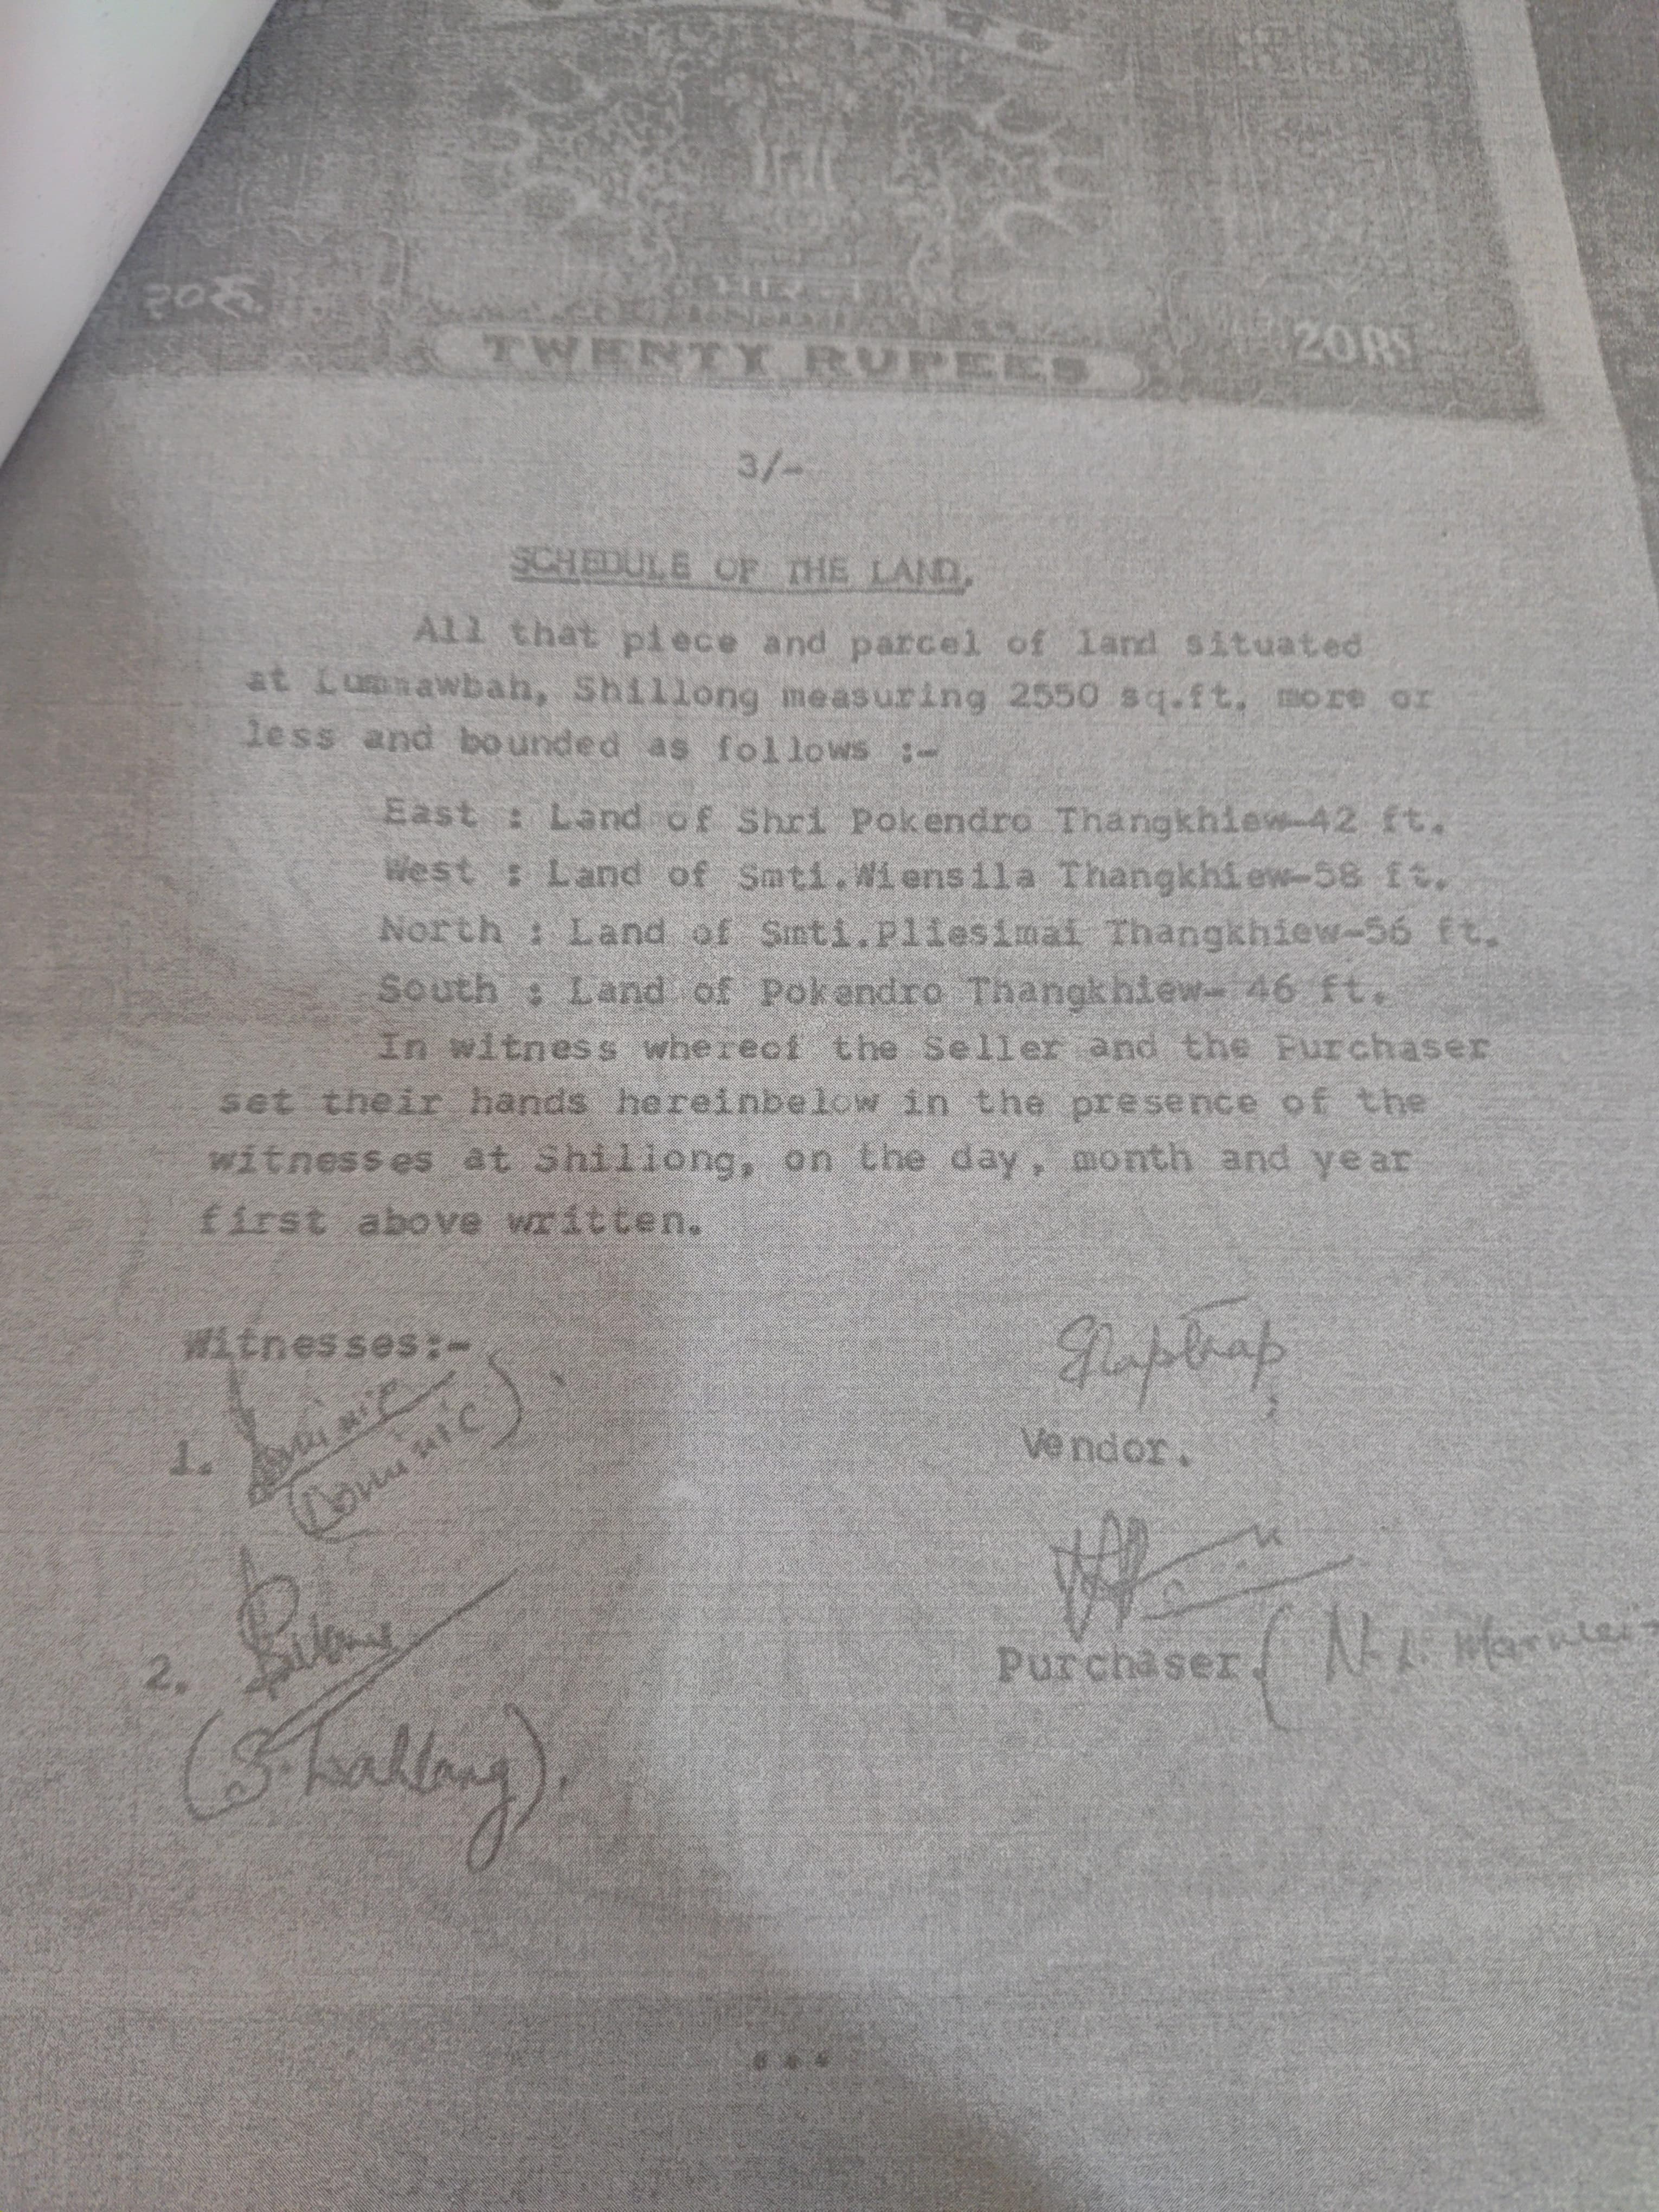 २०रु.
TWENTY RUPEES
20RS
3/-
SCHEDULE OF THE LAND.
All that piece and parcel of land situated
at Lumnawbah, Shillong measuring 2550 sq.ft. more or
less and bounded as follows :-
East : Land of Shri Pokendro Thangkhiew-42 ft.
West : Land of Smti.Wiensila Thangkhiew-58 ft.
North : Land of Smti.Pliesimai Thangkhiew-56 ft.
South : Land of Pokendro Thangkhiew- 46 ft.
In witness whereof the Seller and the Purchaser
set their hands hereinbelow in the presence of the
witnesses at Shillong, on the day, month and year
first above written.
Witnesses:-
1.
(Dominic).
Vendor.
2.
Purchaser.( N. L.